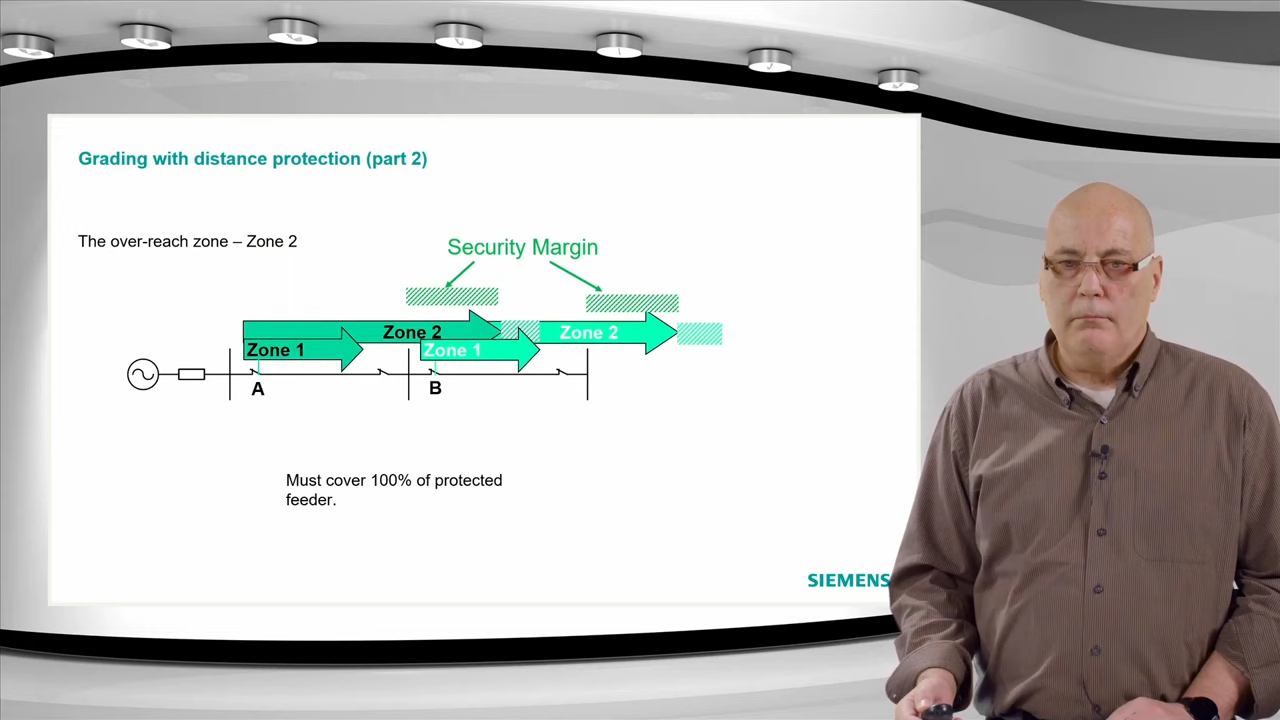 Grading with distance protection (part 2)
The over-reach zone – Zone 2
Security Margin
Zone 2
Zone 2
Zone 1
Zone 1
A
B
Must cover 100% of protected
feeder.
SIEMENS